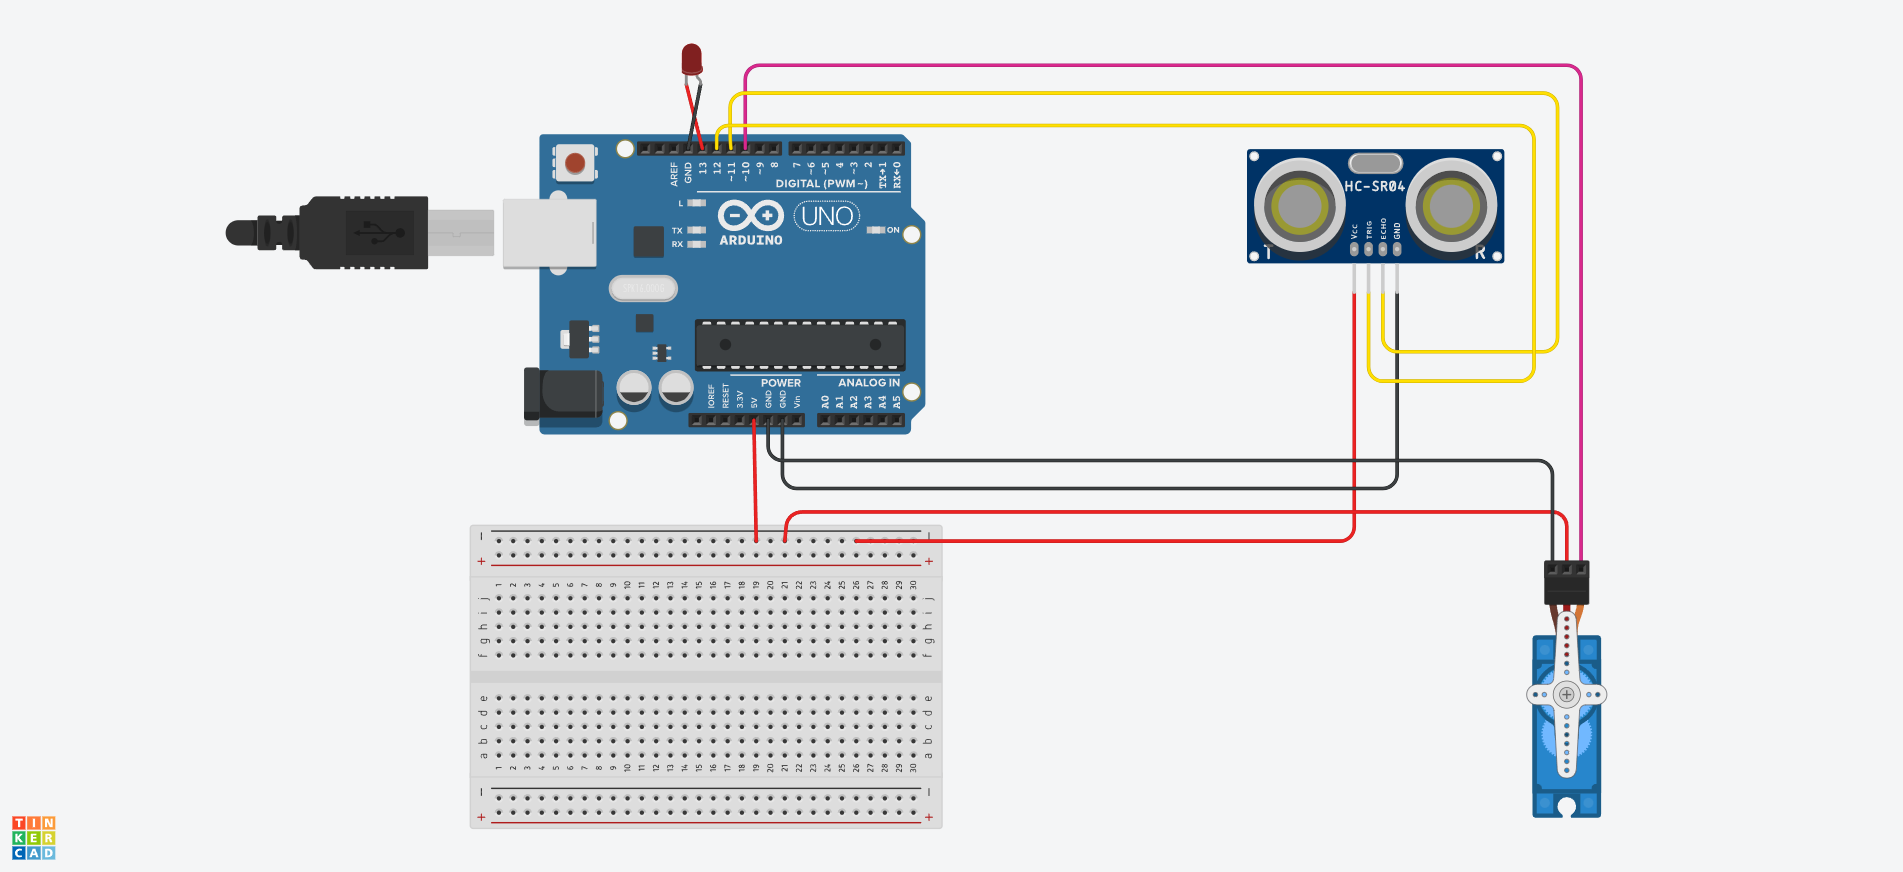 AREF
GND
13
12
~11
~10
~9
8
7
~6
~5
4
~3
2
TX→1
RX←0
DIGITAL (PWM~)
L
TX
RX
UNO
ARDUINO
ON
HC-SR04
VCC
TRIG
ECHO
GND
T
R
IOREF
RESET
3.3V
5V
GND
GND
Vin
POWER
ANALOG IN
A0
A1
A2
A3
A4
A5
− −
+ +
1 2 3 4 5 6 7 8 9 10 11 12 13 14 15 16 17 18 19 20 21 22 23 24 25 26 27 28 29 30
j j
i i
h h
g g
f f
e e
d d
c c
b b
a a
1 2 3 4 5 6 7 8 9 10 11 12 13 14 15 16 17 18 19 20 21 22 23 24 25 26 27 28 29 30
− −
+ +
TIN
KER
CAD